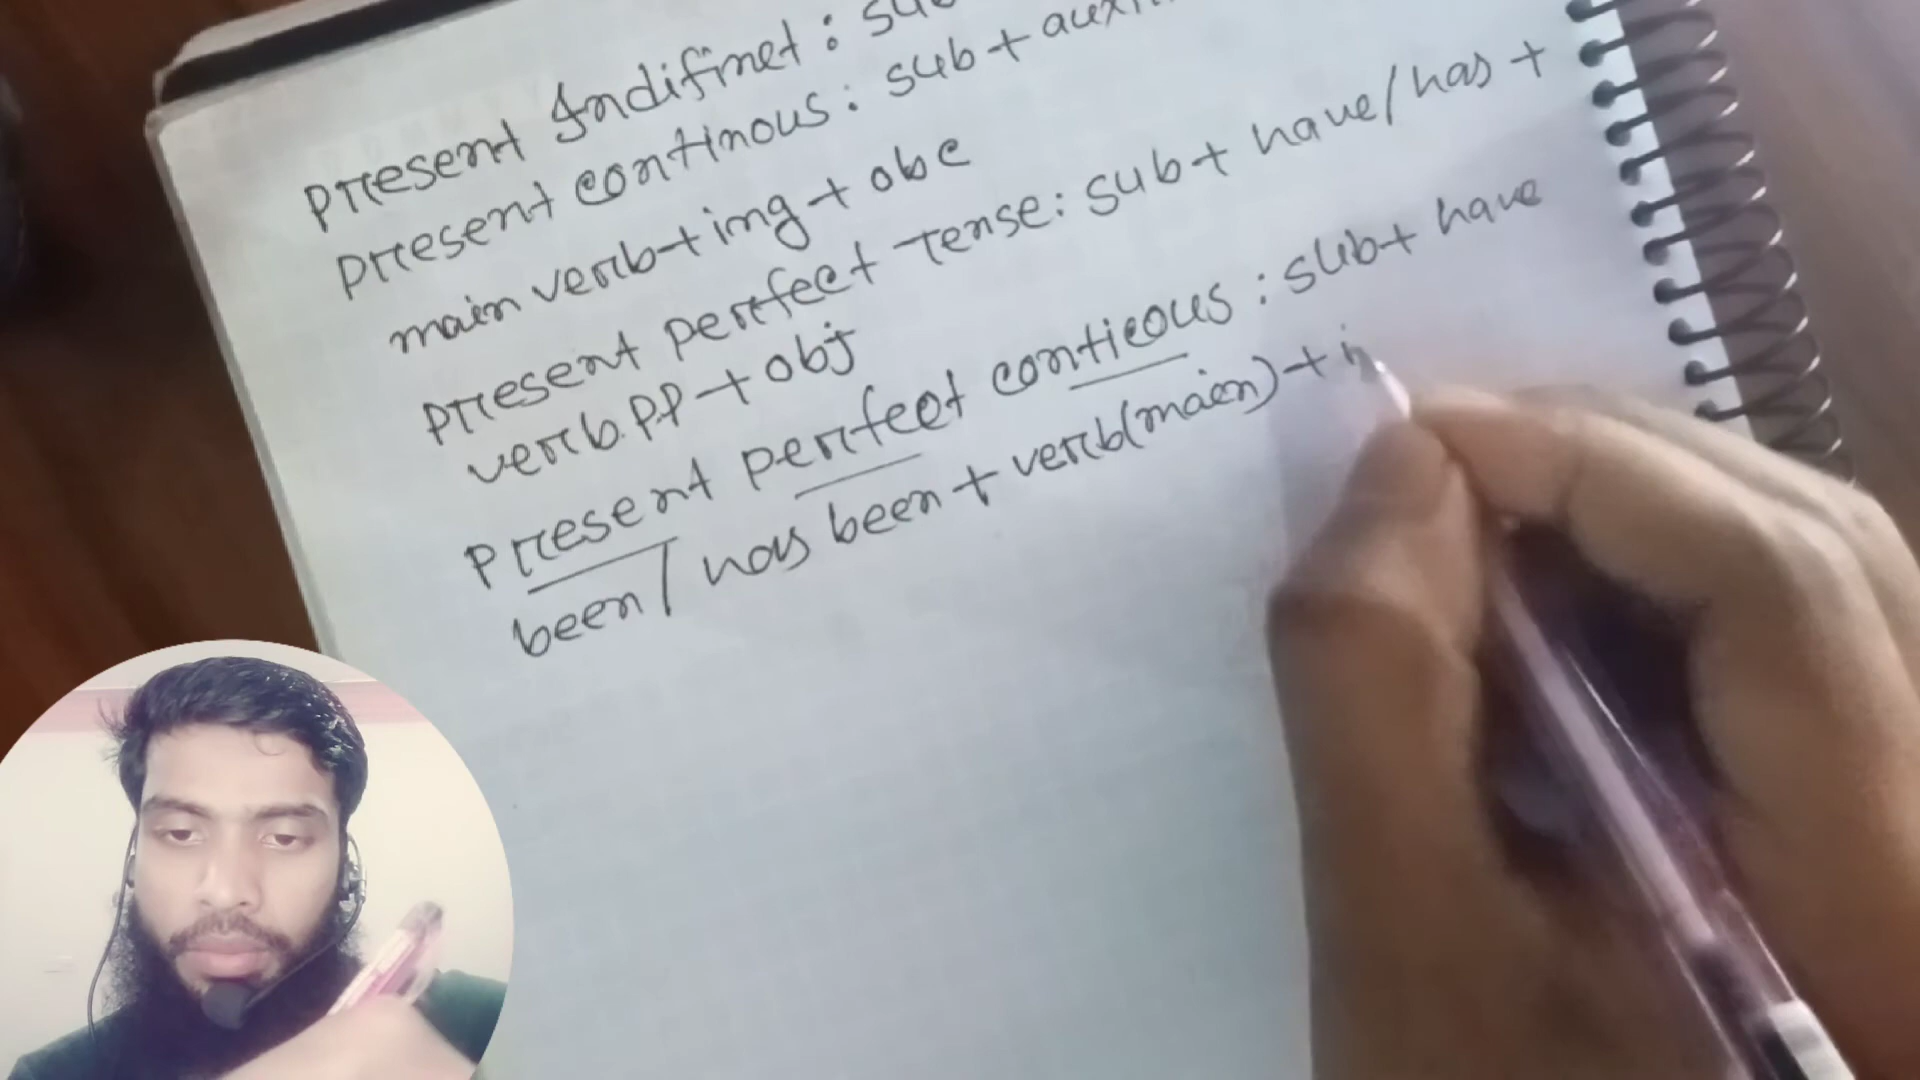 Present Indifinet : sub
Present continous : sub + auxi
main verb + ing + obe
Present perfect Tense : sub + have / has +
verb P.P + obj
Present perfect conticous : sub + have
been / has been + verb (main) + i